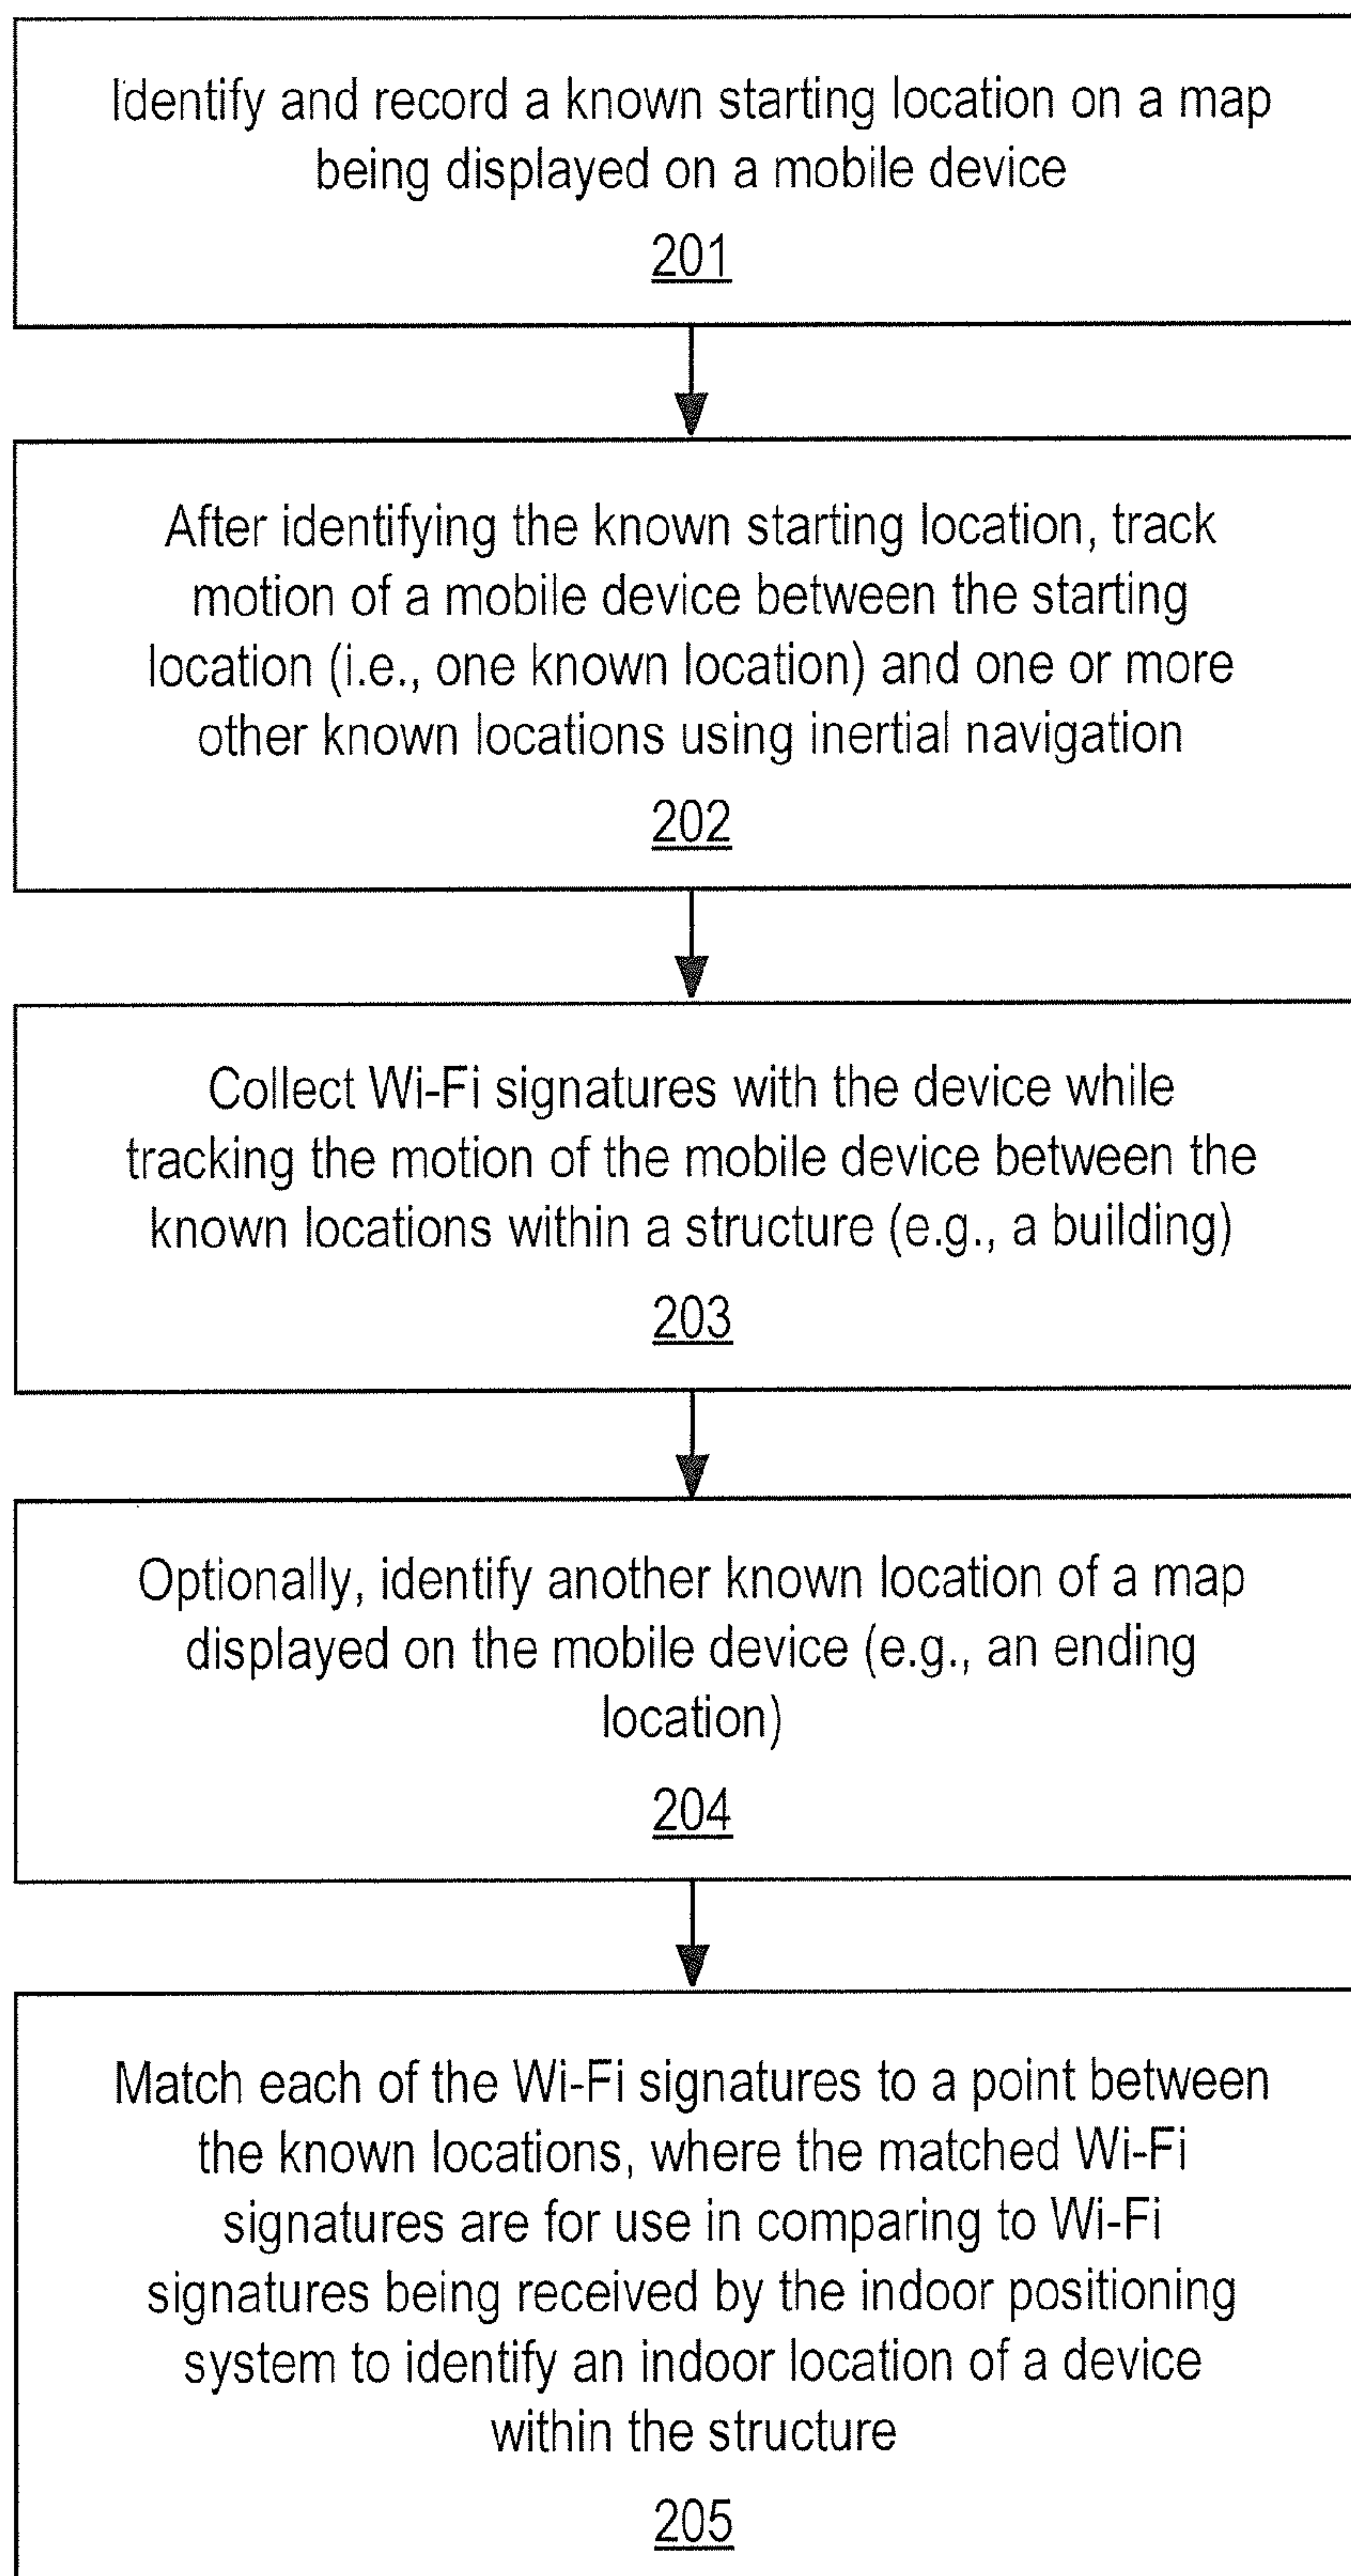 Identify and record a known starting location on a map
being displayed on a mobile device
201
After identifying the known starting location, track
motion of a mobile device between the starting
location (i.e., one known location) and one or more
other known locations using inertial navigation
202
Collect Wi-Fi signatures with the device while
tracking the motion of the mobile device between the
known locations within a structure (e.g., a building)
203
Optionally, identify another known location of a map
displayed on the mobile device (e.g., an ending
location)
204
Match each of the Wi-Fi signatures to a point between
the known locations, where the matched Wi-Fi
signatures are for use in comparing to Wi-Fi
signatures being received by the indoor positioning
system to identify an indoor location of a device
within the structure
205